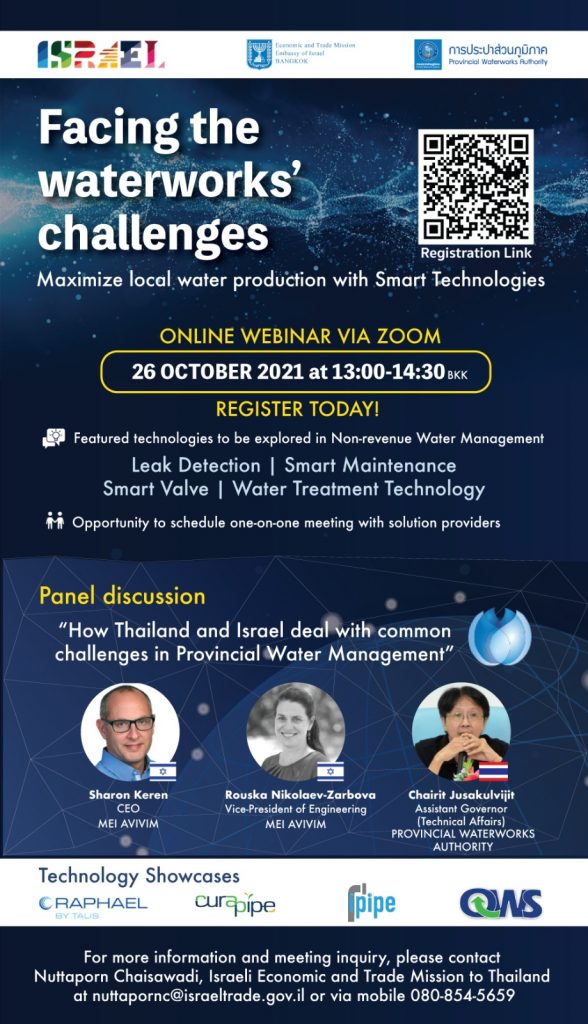 ISRAEL
Economic and Trade Mission
Embassy of Israel
BANGKOK
การประปาส่วนภูมิภาค
Provincial Waterworks Authority
Facing the
waterworks'
challenges
Registration Link
Maximize local water production with Smart Technologies
ONLINE WEBINAR VIA ZOOM
26 OCTOBER 2021 at 13:00-14:30 BKK
REGISTER TODAY!
Featured technologies to be explored in Non-revenue Water Management
Leak Detection | Smart Maintenance
Smart Valve | Water Treatment Technology
Opportunity to schedule one-on-one meeting with solution providers
Panel discussion
"How Thailand and Israel deal with common
challenges in Provincial Water Management"
Sharon Keren
CEO
MEI AVIVIM
Rouska Nikolaev-Zarbova
Vice-President of Engineering
MEI AVIVIM
Chairit Jusakulvijit
Assistant Governor
(Technical Affairs)
PROVINCIAL WATERWORKS
AUTHORITY
Technology Showcases
RAPHAEL
BY TALIS
curapipe
pipe
QWS
For more information and meeting inquiry, please contact
Nuttaporn Chaisawadi, Israeli Economic and Trade Mission to Thailand
at nuttapornc@israeltrade.gov.il or via mobile 080-854-5659